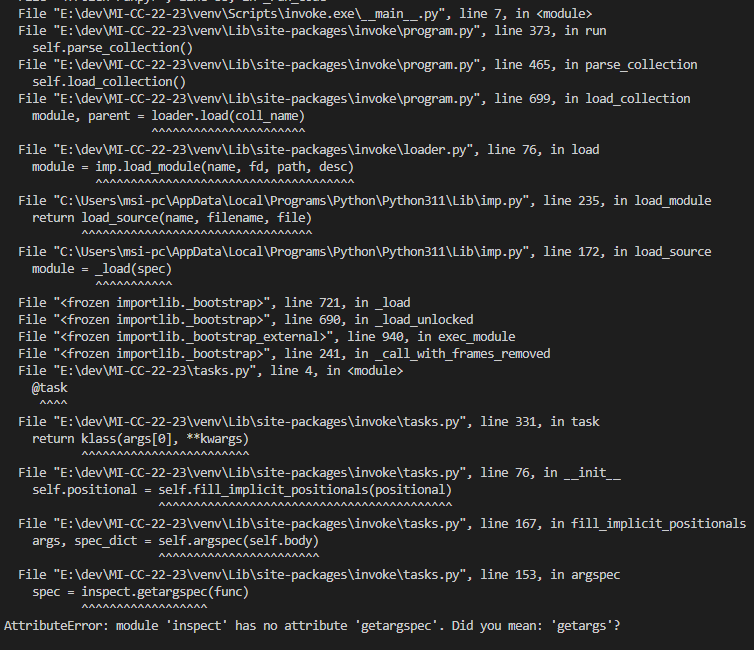 File "E:\dev\MI-CC-22-23\venv\Scripts\invoke.exe\__main__.py", line 7, in <module>
File "E:\dev\MI-CC-22-23\venv\Lib\site-packages\invoke\program.py", line 373, in run
self.parse_collection()
File "E:\dev\MI-CC-22-23\venv\Lib\site-packages\invoke\program.py", line 465, in parse_collection
self.load_collection()
File "E:\dev\MI-CC-22-23\venv\Lib\site-packages\invoke\program.py", line 699, in load_collection
module, parent = loader.load(coll_name)
^^^^^^^^^^^^^^^^^^^^^^
File "E:\dev\MI-CC-22-23\venv\Lib\site-packages\invoke\loader.py", line 76, in load
module = imp.load_module(name, fd, path, desc)
^^^^^^^^^^^^^^^^^^^^^^^^^^^^^^^^^^^^^
File "C:\Users\msi-pc\AppData\Local\Programs\Python\Python311\Lib\imp.py", line 235, in load_module
return load_source(name, filename, file)
^^^^^^^^^^^^^^^^^^^^^^^^^^^^^^^^^
File "C:\Users\msi-pc\AppData\Local\Programs\Python\Python311\Lib\imp.py", line 172, in load_source
module = _load(spec)
^^^^^^^^^^^
File "<frozen importlib._bootstrap>", line 721, in _load
File "<frozen importlib._bootstrap>", line 690, in _load_unlocked
File "<frozen importlib._bootstrap_external>", line 940, in exec_module
File "<frozen importlib._bootstrap>", line 241, in _call_with_frames_removed
File "E:\dev\MI-CC-22-23\tasks.py", line 4, in <module>
@task
^^^^
File "E:\dev\MI-CC-22-23\venv\Lib\site-packages\invoke\tasks.py", line 331, in task
return klass(args[0], **kwargs)
^^^^^^^^^^^^^^^^^^^^^^^^
File "E:\dev\MI-CC-22-23\venv\Lib\site-packages\invoke\tasks.py", line 76, in __init__
self.positional = self.fill_implicit_positionals(positional)
^^^^^^^^^^^^^^^^^^^^^^^^^^^^^^^^^^^^^^^^^^
File "E:\dev\MI-CC-22-23\venv\Lib\site-packages\invoke\tasks.py", line 167, in fill_implicit_positionals
args, spec_dict = self.argspec(self.body)
^^^^^^^^^^^^^^^^^^^^^^^
File "E:\dev\MI-CC-22-23\venv\Lib\site-packages\invoke\tasks.py", line 153, in argspec
spec = inspect.getargspec(func)
^^^^^^^^^^^^^^^^^^
AttributeError: module 'inspect' has no attribute 'getargspec'. Did you mean: 'getargs'?